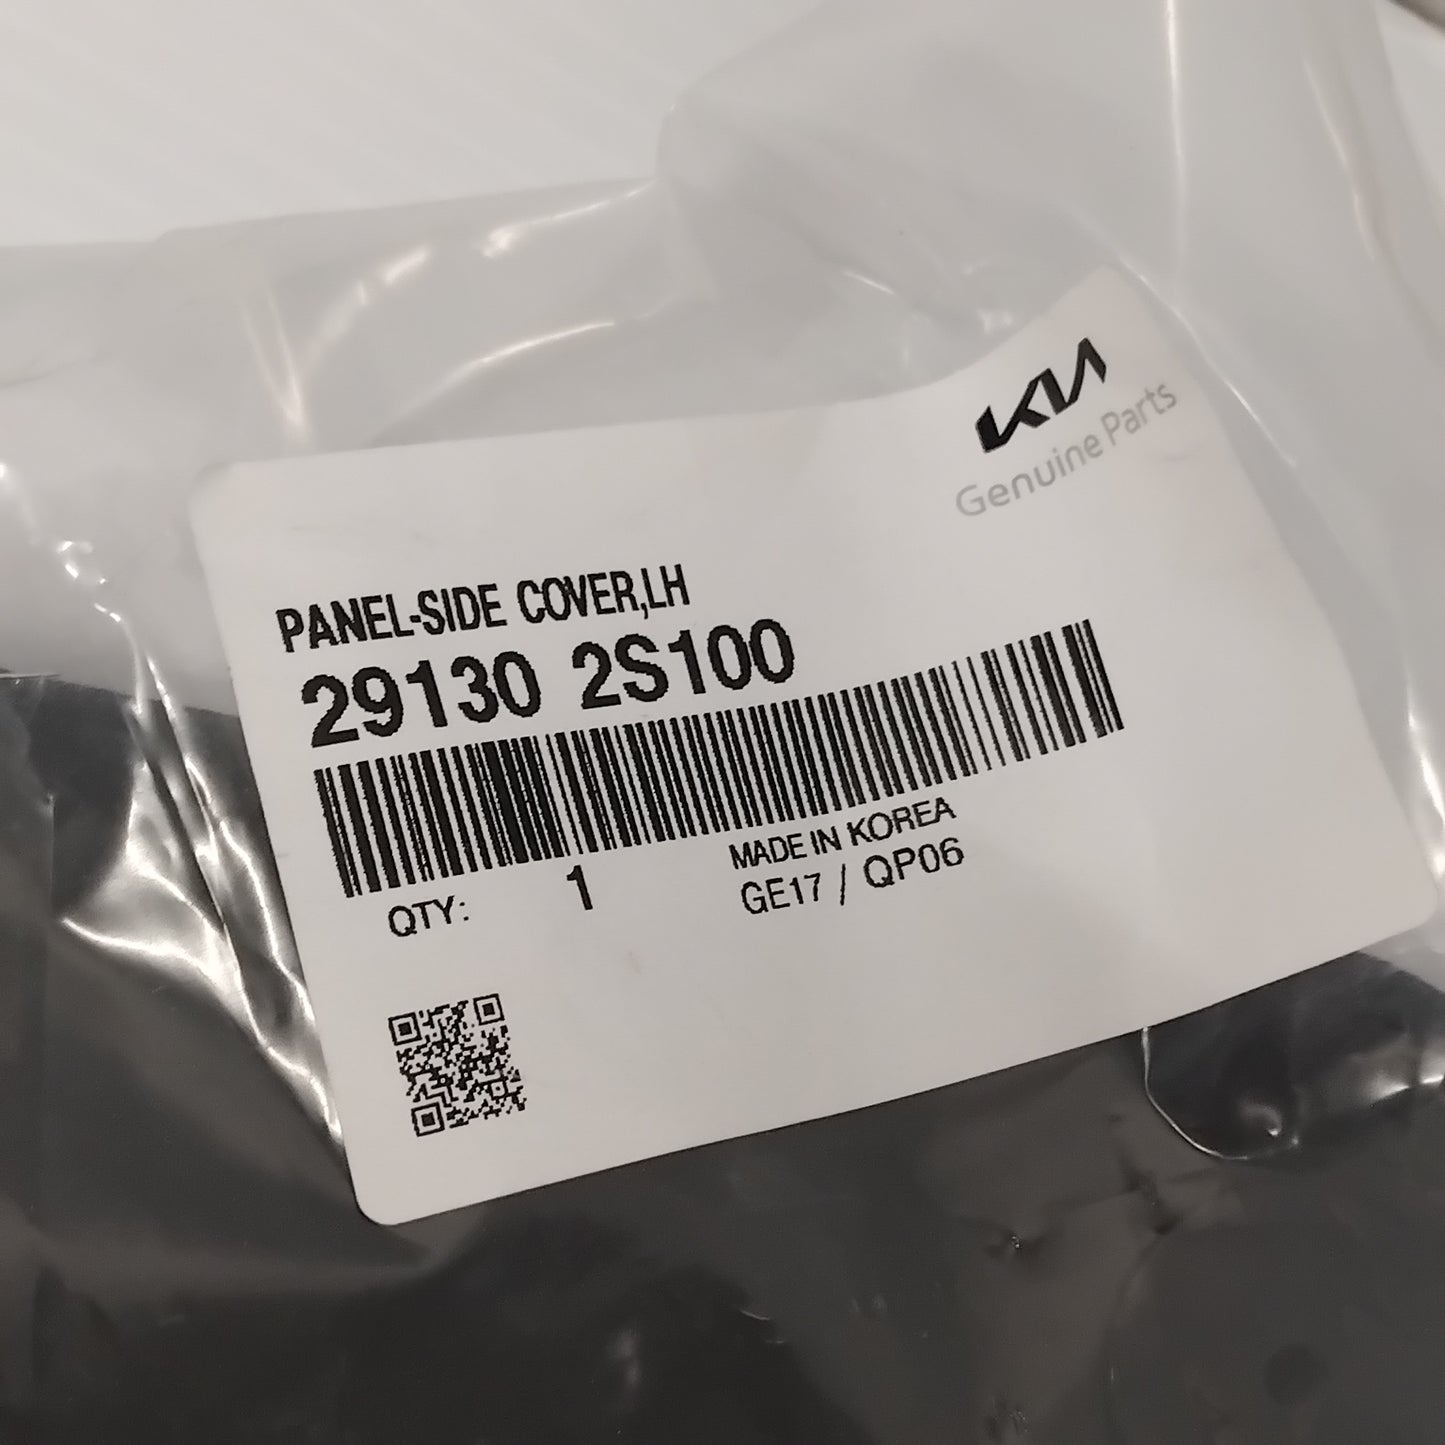 KIA
Genuine Parts
PANEL-SIDE COVER,LH
29130 2S100
MADE IN KOREA
QTY: 1 GE17 / QP06